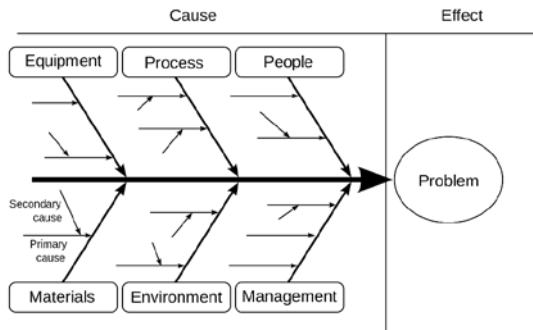 Cause
Effect
Equipment
Process
People
Problem
Secondary
cause
Primary
cause
Materials
Environment
Management